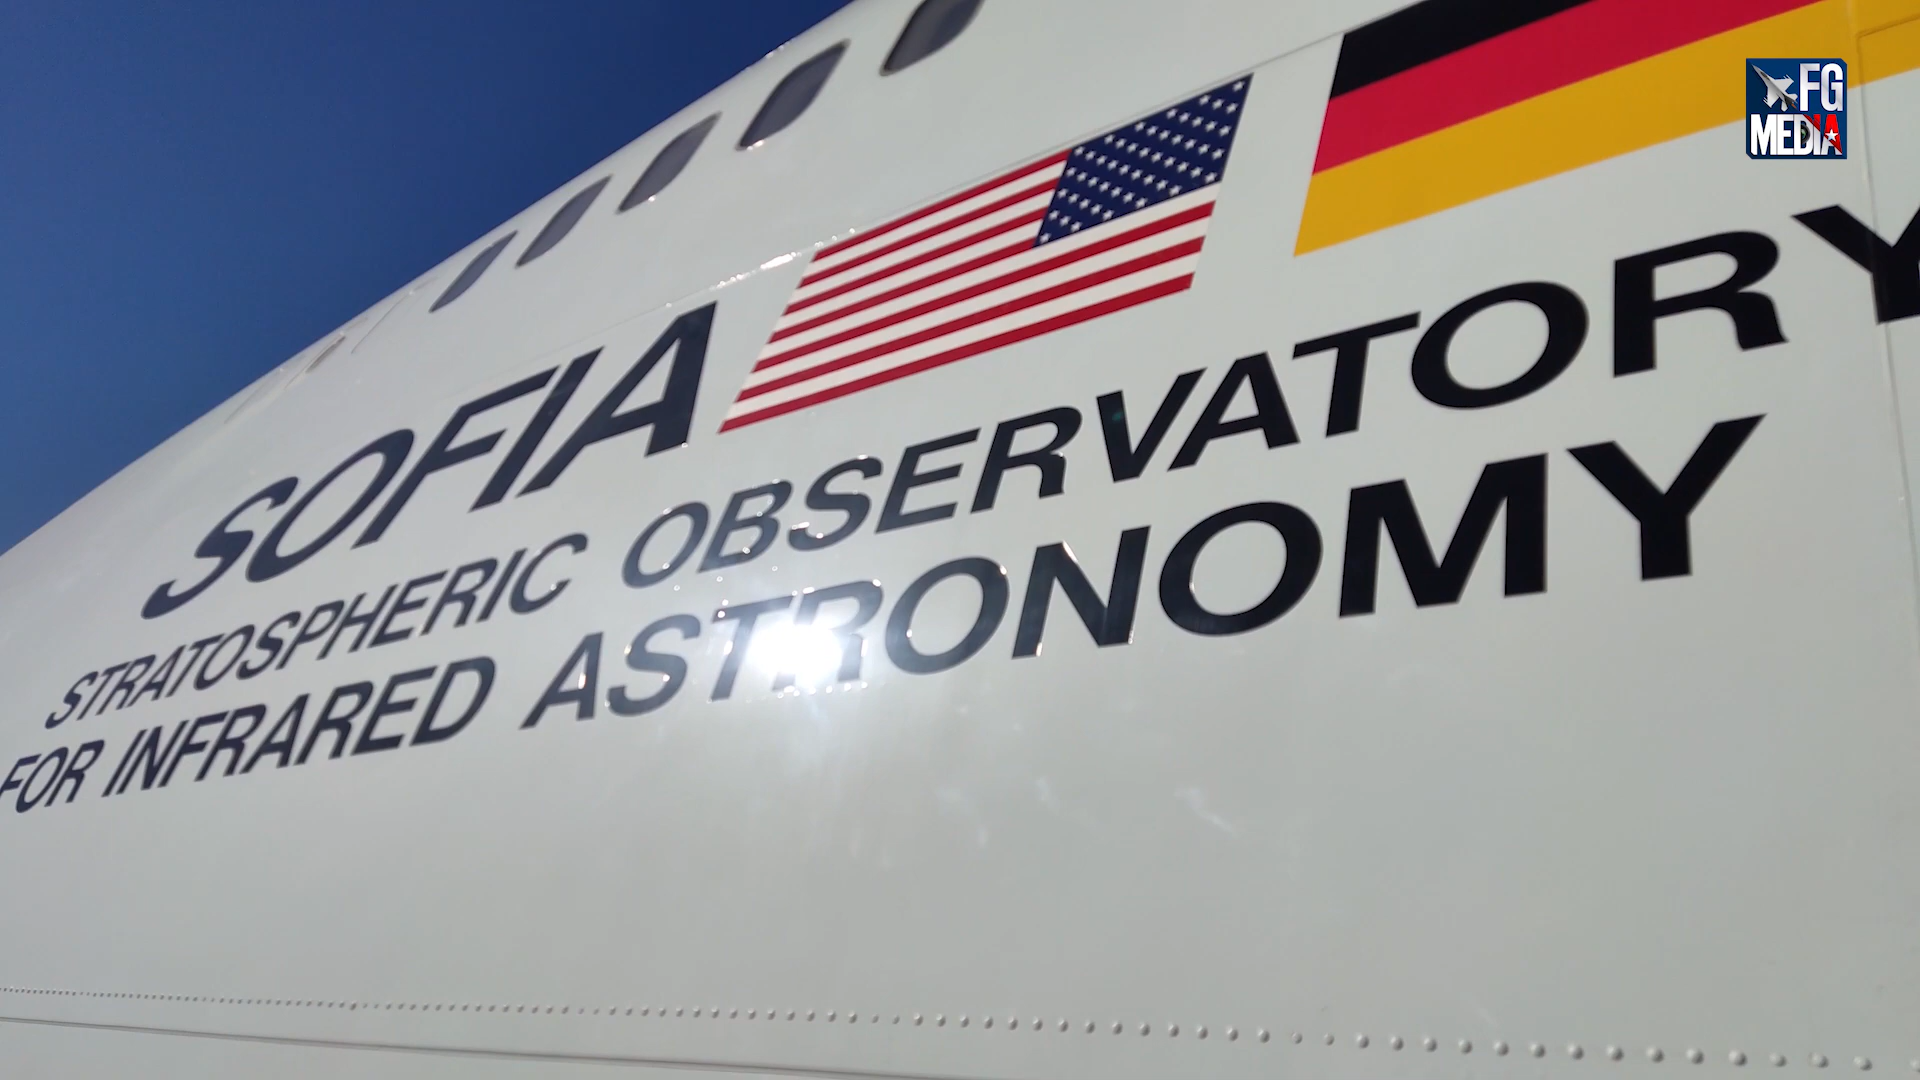 SOFIA
STRATOSPHERIC OBSERVATORY
FOR INFRARED ASTRONOMY
FG
MEDIA